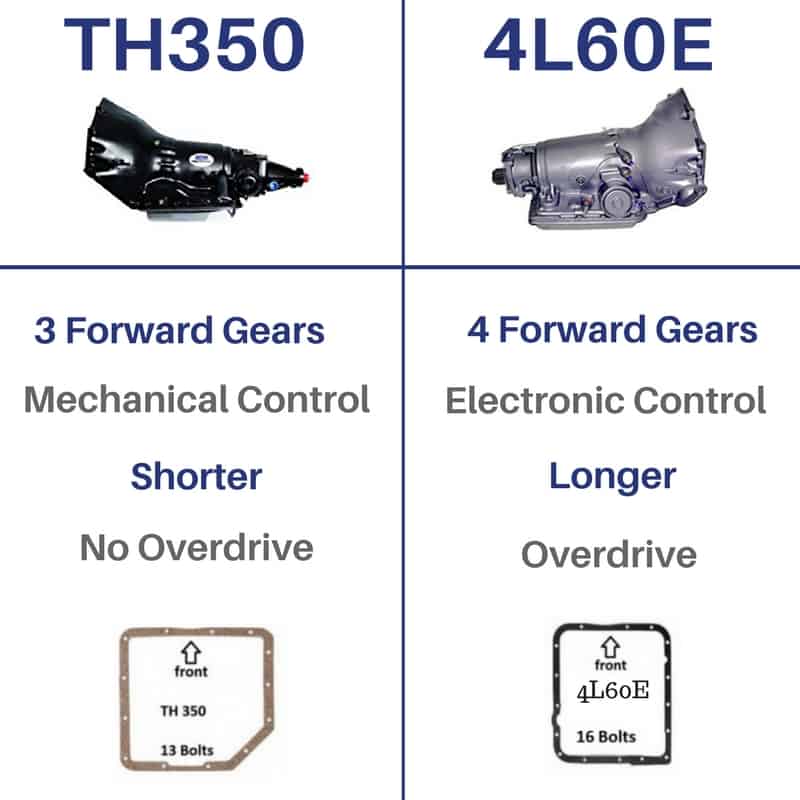 TH350
4L60E
3 Forward Gears
Mechanical Control
Shorter
No Overdrive
front
TH 350
13 Bolts
4 Forward Gears
Electronic Control
Longer
Overdrive
front
4L60E
16 Bolts